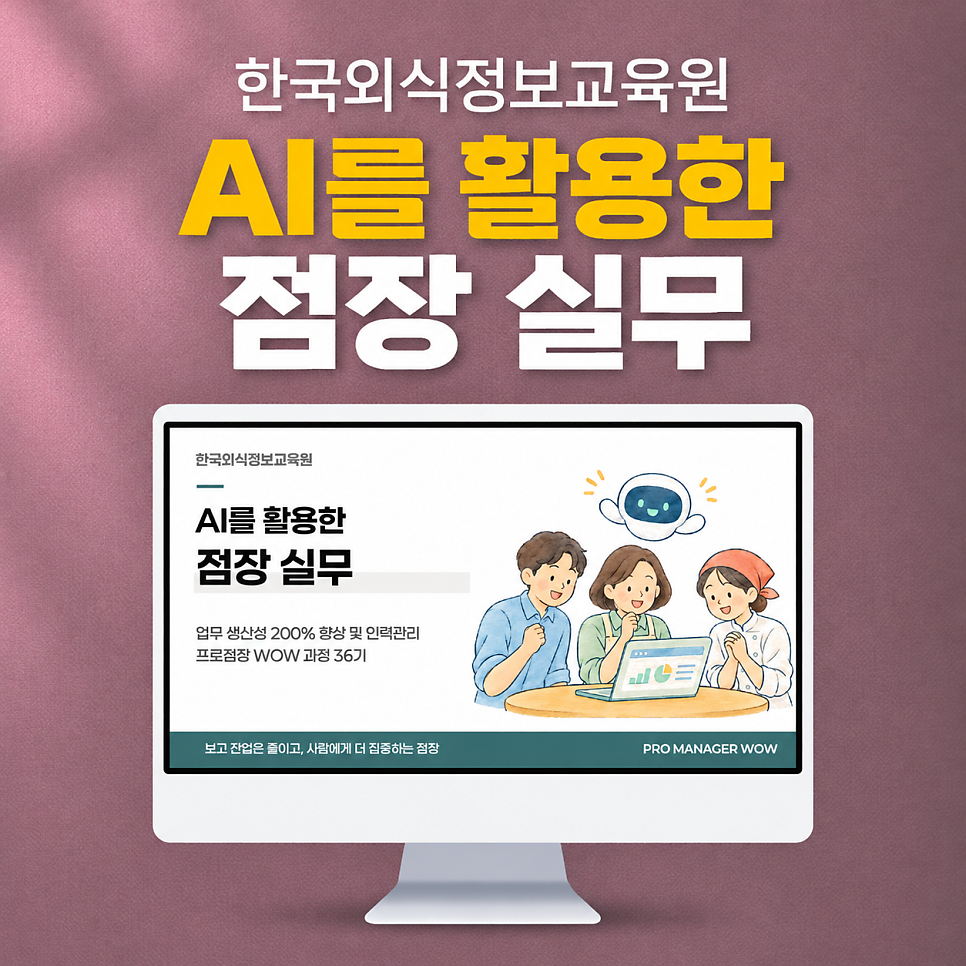 한국외식정보교육원
AI를 활용한
점장 실무
한국외식정보교육원
AI를 활용한
점장 실무
업무 생산성 200% 향상 및 인력관리
프로점장 WOW 과정 36기
보고 잔업은 줄이고, 사람에게 더 집중하는 점장
PRO MANAGER WOW